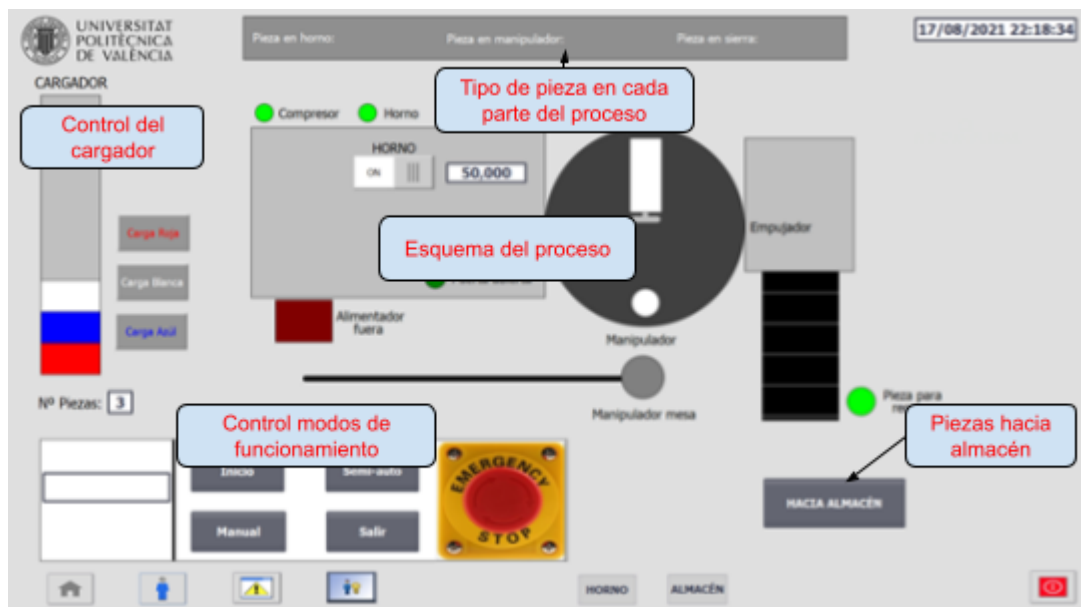 UNIVERSITAT
POLITÈCNICA
DE VALÈNCIA
Pieza en horno:
Pieza en manipulador:
Pieza en sierra:
17/08/2021 22:18:34
CARGADOR
Control del
cargador
Tipo de pieza en cada
parte del proceso
Compresor
Horno
HORNO
ON
50,000
Esquema del proceso
Empujador
Carga Roja
Carga Blanca
Carga Azúl
Alimentador
fuera
Manipulador
Manipulador mesa
Nº Piezas: 3
Pieza para
Control modos de
funcionamiento
Piezas hacia
almacén
Inicio
Semi-auto
Manual
Salir
EMERGENCY
STOP
HACIA ALMACÉN
HORNO
ALMACÉN